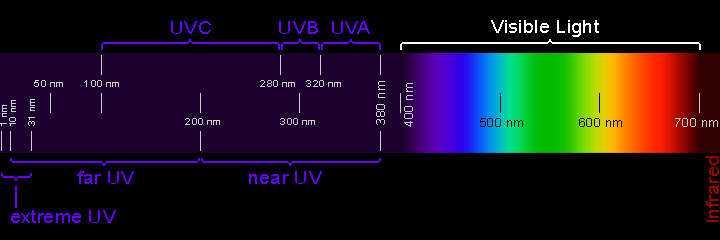 UVC UVB UVA Visible Light
50 nm 100 nm 280 nm 320 nm
1 nm 10 nm 31 nm 200 nm 300 nm 380 nm 400 nm 500 nm 600 nm 700 nm
far UV near UV
extreme UV
Infrared